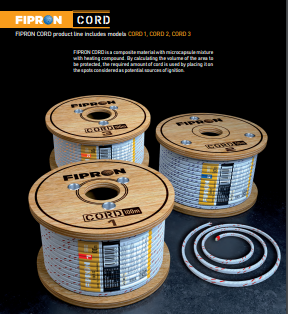 FIPRON CORD
FIPRON CORD product line includes models CORD 1, CORD 2, CORD 3
FIPRON CORD is a composite material with microcapsule mixture
with heating compound. By calculating the volume of the area to
be protected, the required amount of cord is used by placing it on
the spots considered as potential sources of ignition.
FIPRON
CORD
3
FIPRON
CORD
2
FIPRON
CORD 100m
1